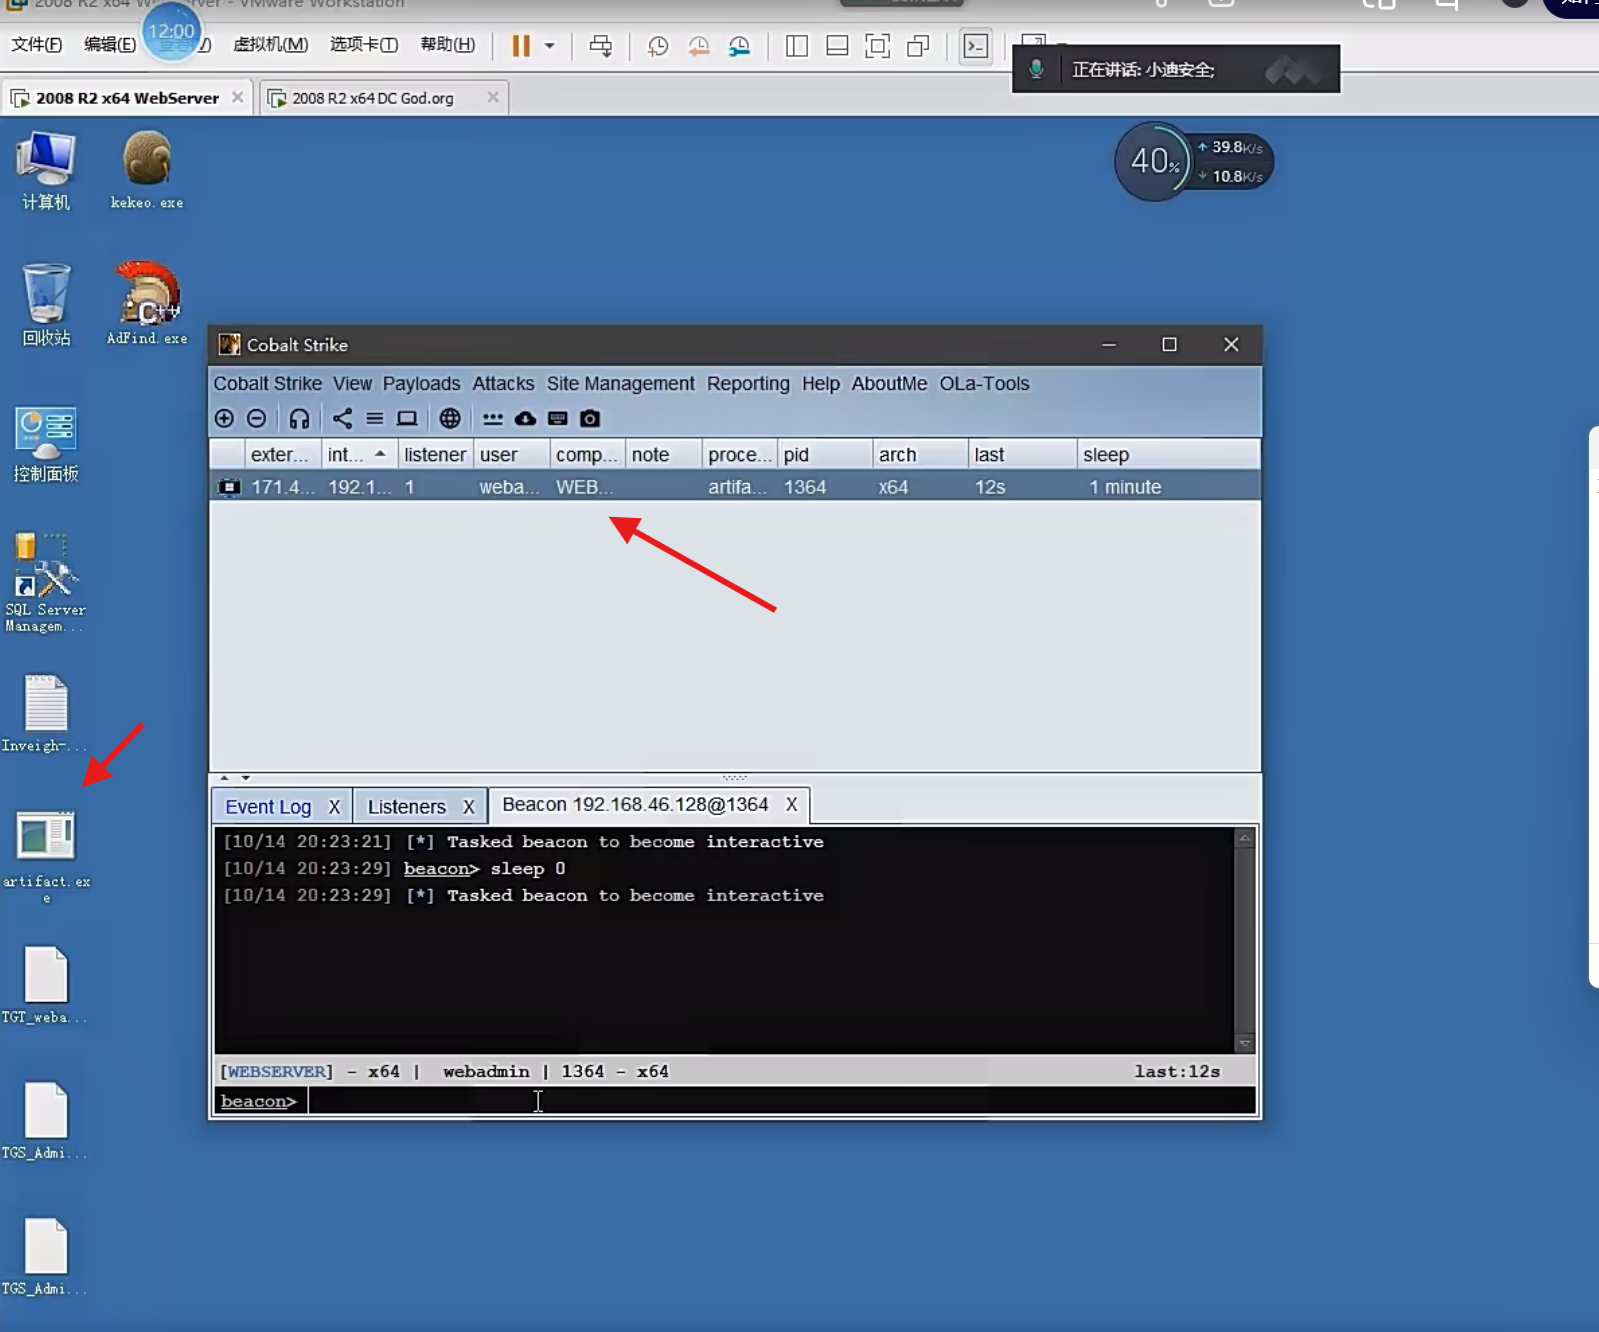 2008 R2 x64 WebServer - VMware Workstation
文件(F) 编辑(E) 虚拟机(M) 选项卡(T) 帮助(H)
12:00
正在讲话: 小迪安全;
2008 R2 x64 WebServer
2008 R2 x64 DC God.org
40%
39.8K/s
10.8K/s
计算机
kekeo.exe
回收站
AdFind.exe
控制面板
SQL Server
Managem...
Inveigh-...
artifact.ex
e
TGT_weba...
TGS_Admi...
TGS_Admi...
Cobalt Strike
Cobalt Strike View Payloads Attacks Site Management Reporting Help AboutMe OLa-Tools
exter... int... listener user comp... note proce... pid arch last sleep
171.4... 192.1... 1 weba... WEB... artifa... 1364 x64 12s 1 minute
Event Log X Listeners X Beacon 192.168.46.128@1364 X
[10/14 20:23:21] [*] Tasked beacon to become interactive
[10/14 20:23:29] beacon> sleep 0
[10/14 20:23:29] [*] Tasked beacon to become interactive
[WEBSERVER] - x64 | webadmin | 1364 - x64 last:12s
beacon>